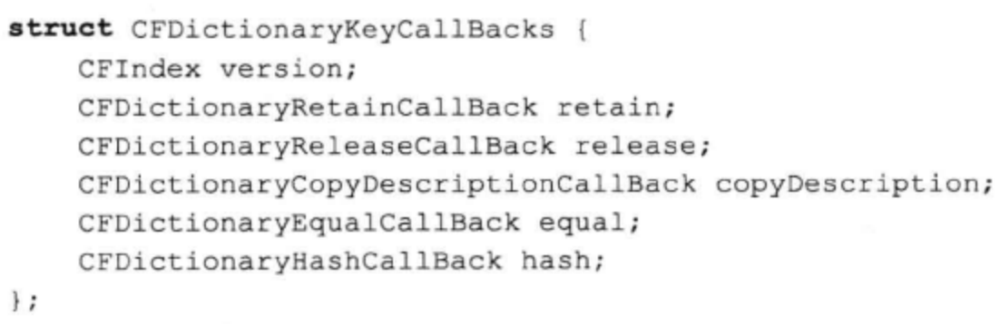 struct CFDictionaryKeyCallBacks {
    CFIndex version;
    CFDictionaryRetainCallBack retain;
    CFDictionaryReleaseCallBack release;
    CFDictionaryCopyDescriptionCallBack copyDescription;
    CFDictionaryEqualCallBack equal;
    CFDictionaryHashCallBack hash;
};